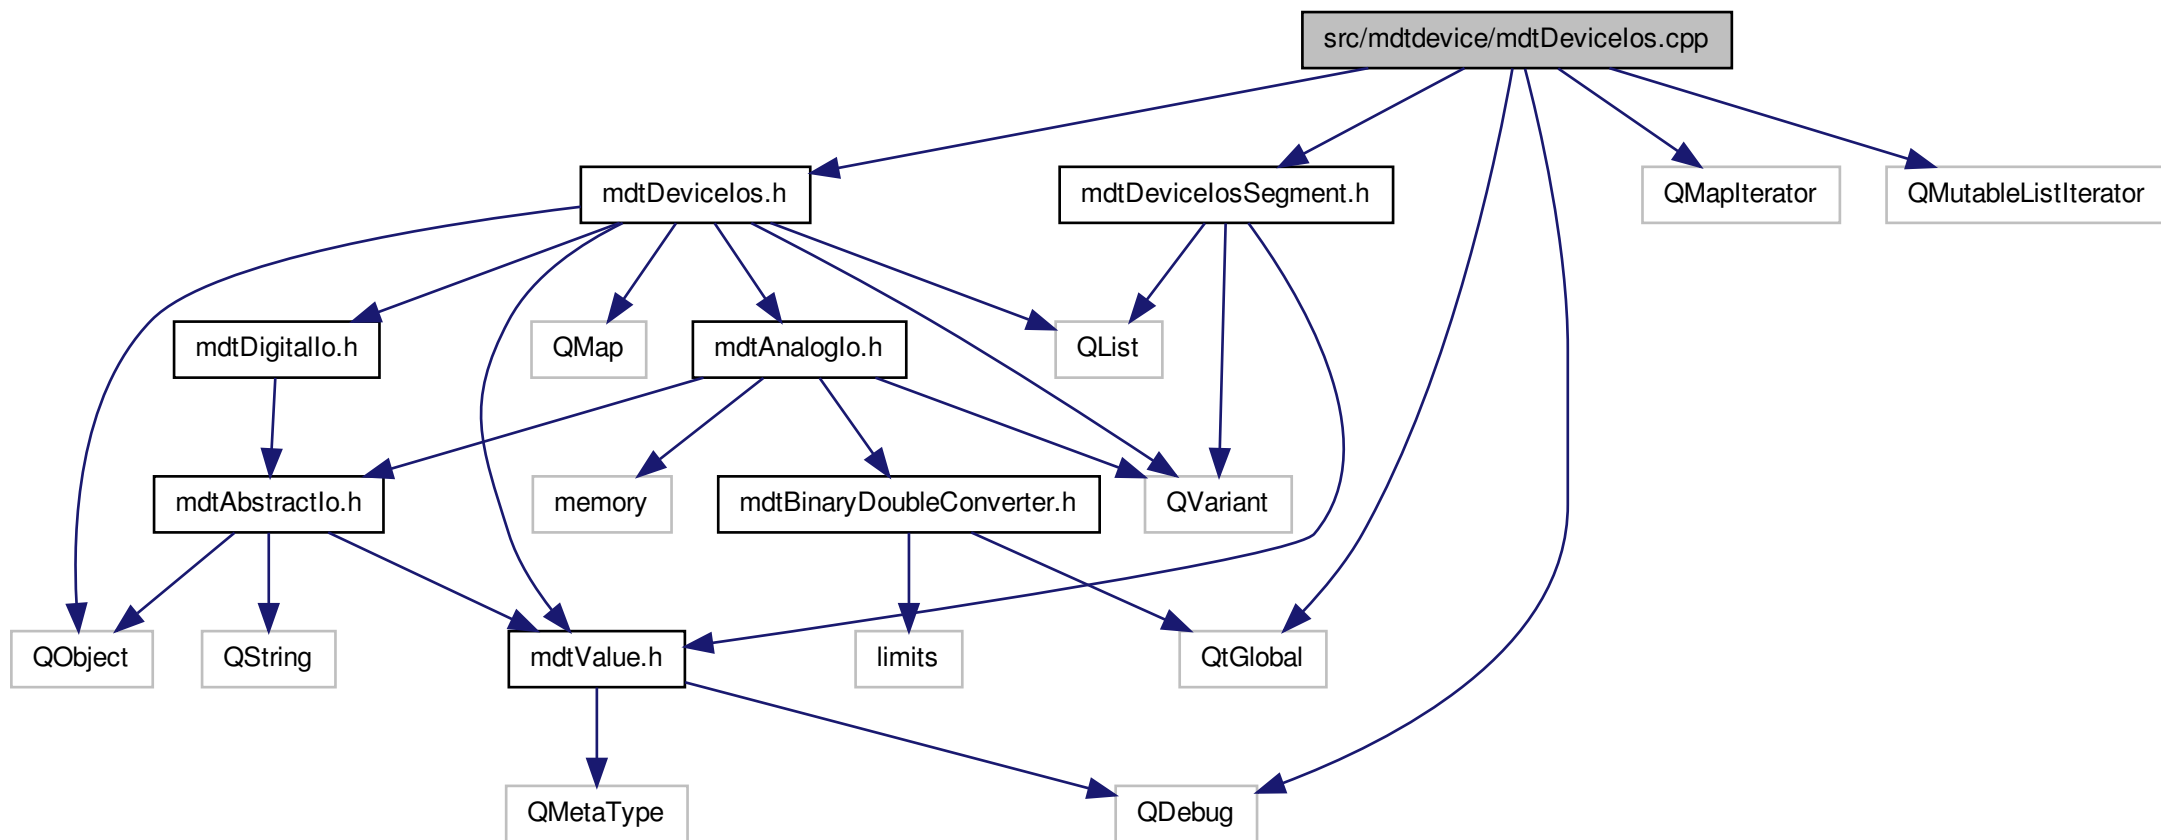 src/mdtdevice/mdtDeviceIos.cpp
mdtDeviceIos.h
mdtDeviceIosSegment.h
QMapIterator
QMutableListIterator
mdtDigitalIo.h
QMap
mdtAnalogIo.h
QList
mdtAbstractIo.h
memory
mdtBinaryDoubleConverter.h
QVariant
QObject
QString
mdtValue.h
limits
QtGlobal
QMetaType
QDebug